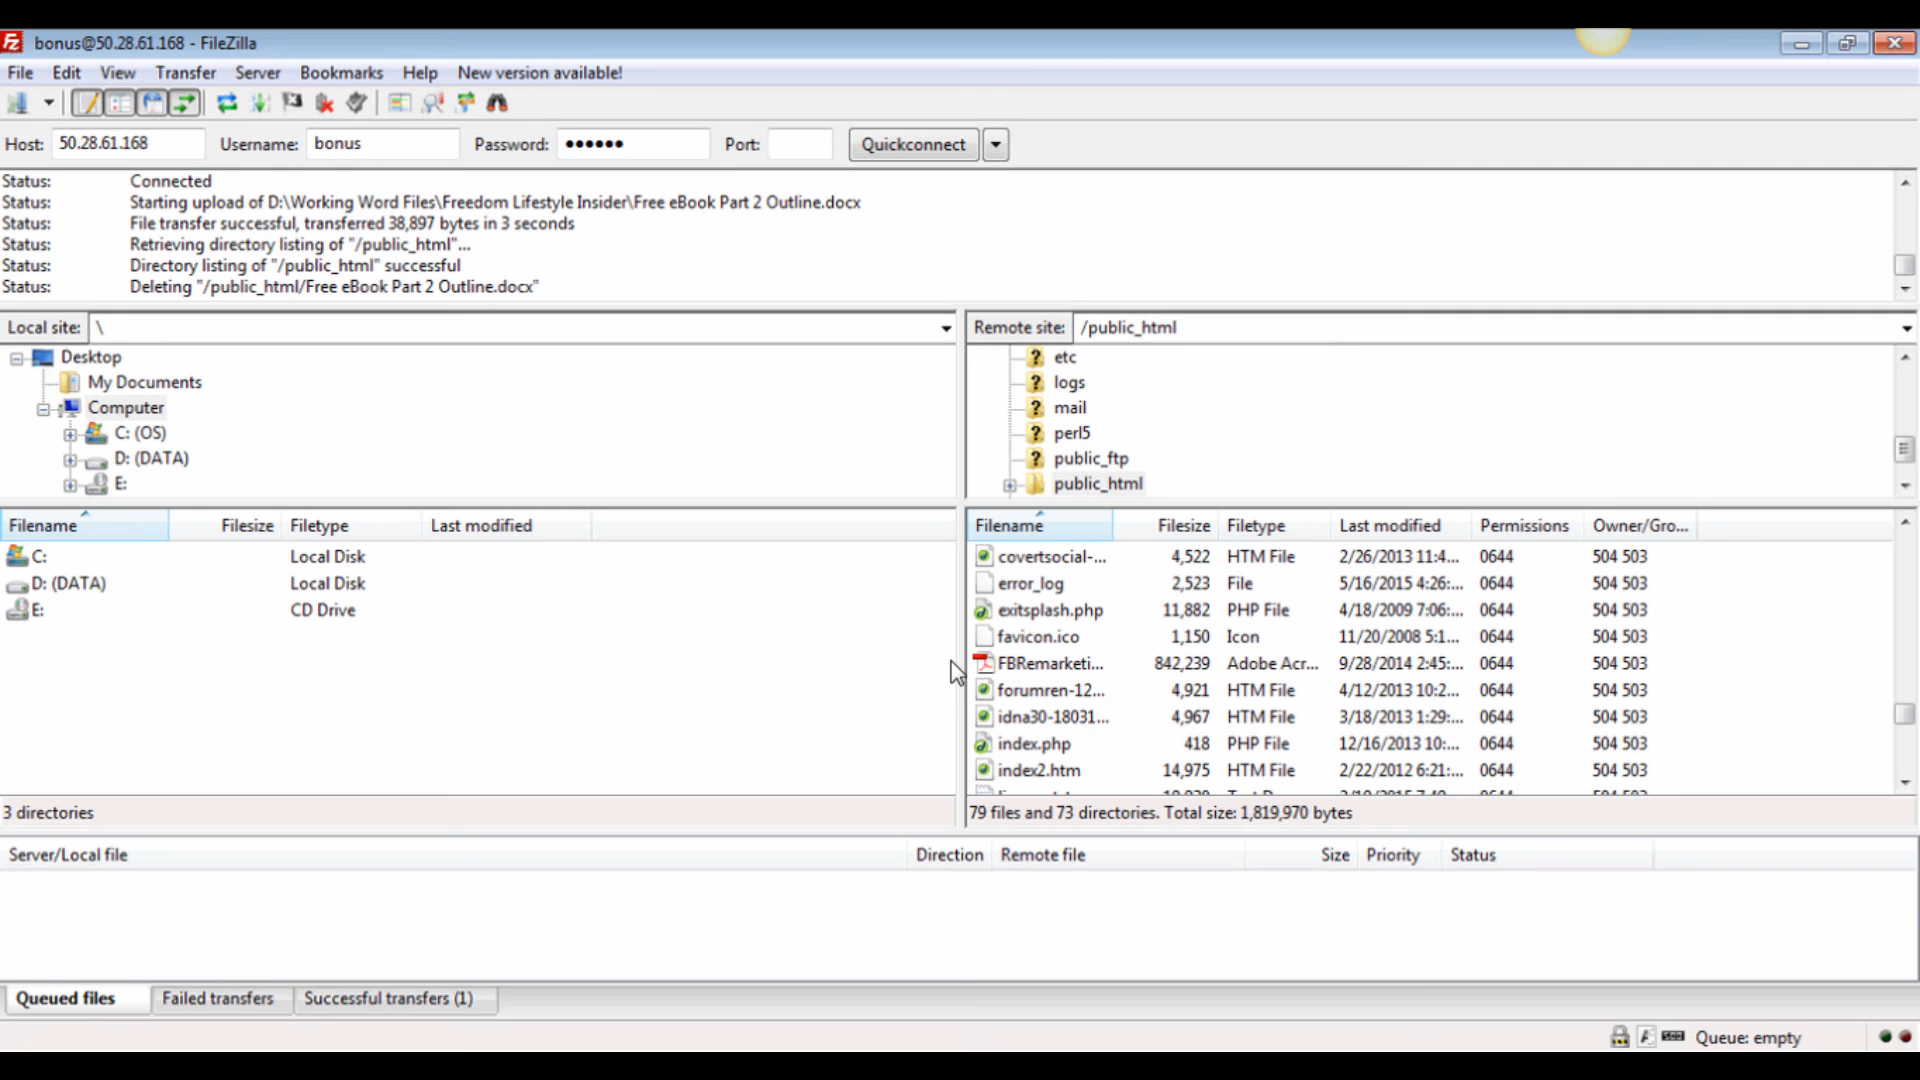 bonus@50.28.61.168 - FileZilla
File Edit View Transfer Server Bookmarks Help New version available!
Host: 50.28.61.168 Username: bonus Password: ●●●●●● Port: Quickconnect
Status: Connected
Status: Starting upload of D:\Working Word Files\Freedom Lifestyle Insider\Free eBook Part 2 Outline.docx
Status: File transfer successful, transferred 38,897 bytes in 3 seconds
Status: Retrieving directory listing of "/public_html"...
Status: Directory listing of "/public_html" successful
Status: Deleting "/public_html/Free eBook Part 2 Outline.docx"
Local site: \
Desktop
My Documents
Computer
C: (OS)
D: (DATA)
E:
Remote site: /public_html
etc
logs
mail
perl5
public_ftp
public_html
Filename Filesize Filetype Last modified
C: Local Disk
D: (DATA) Local Disk
E: CD Drive
3 directories
Filename Filesize Filetype Last modified Permissions Owner/Gro...
covertsocial-... 4,522 HTM File 2/26/2013 11:4... 0644 504 503
error_log 2,523 File 5/16/2015 4:26:... 0644 504 503
exitsplash.php 11,882 PHP File 4/18/2009 7:06:... 0644 504 503
favicon.ico 1,150 Icon 11/20/2008 5:1... 0644 504 503
FBRemarketi... 842,239 Adobe Acr... 9/28/2014 2:45:... 0644 504 503
forumren-12... 4,921 HTM File 4/12/2013 10:2... 0644 504 503
idna30-18031... 4,967 HTM File 3/18/2013 1:29:... 0644 504 503
index.php 418 PHP File 12/16/2013 10:... 0644 504 503
index2.htm 14,975 HTM File 2/22/2012 6:21:... 0644 504 503
79 files and 73 directories. Total size: 1,819,970 bytes
Server/Local file Direction Remote file Size Priority Status
Queued files Failed transfers Successful transfers (1)
Queue: empty